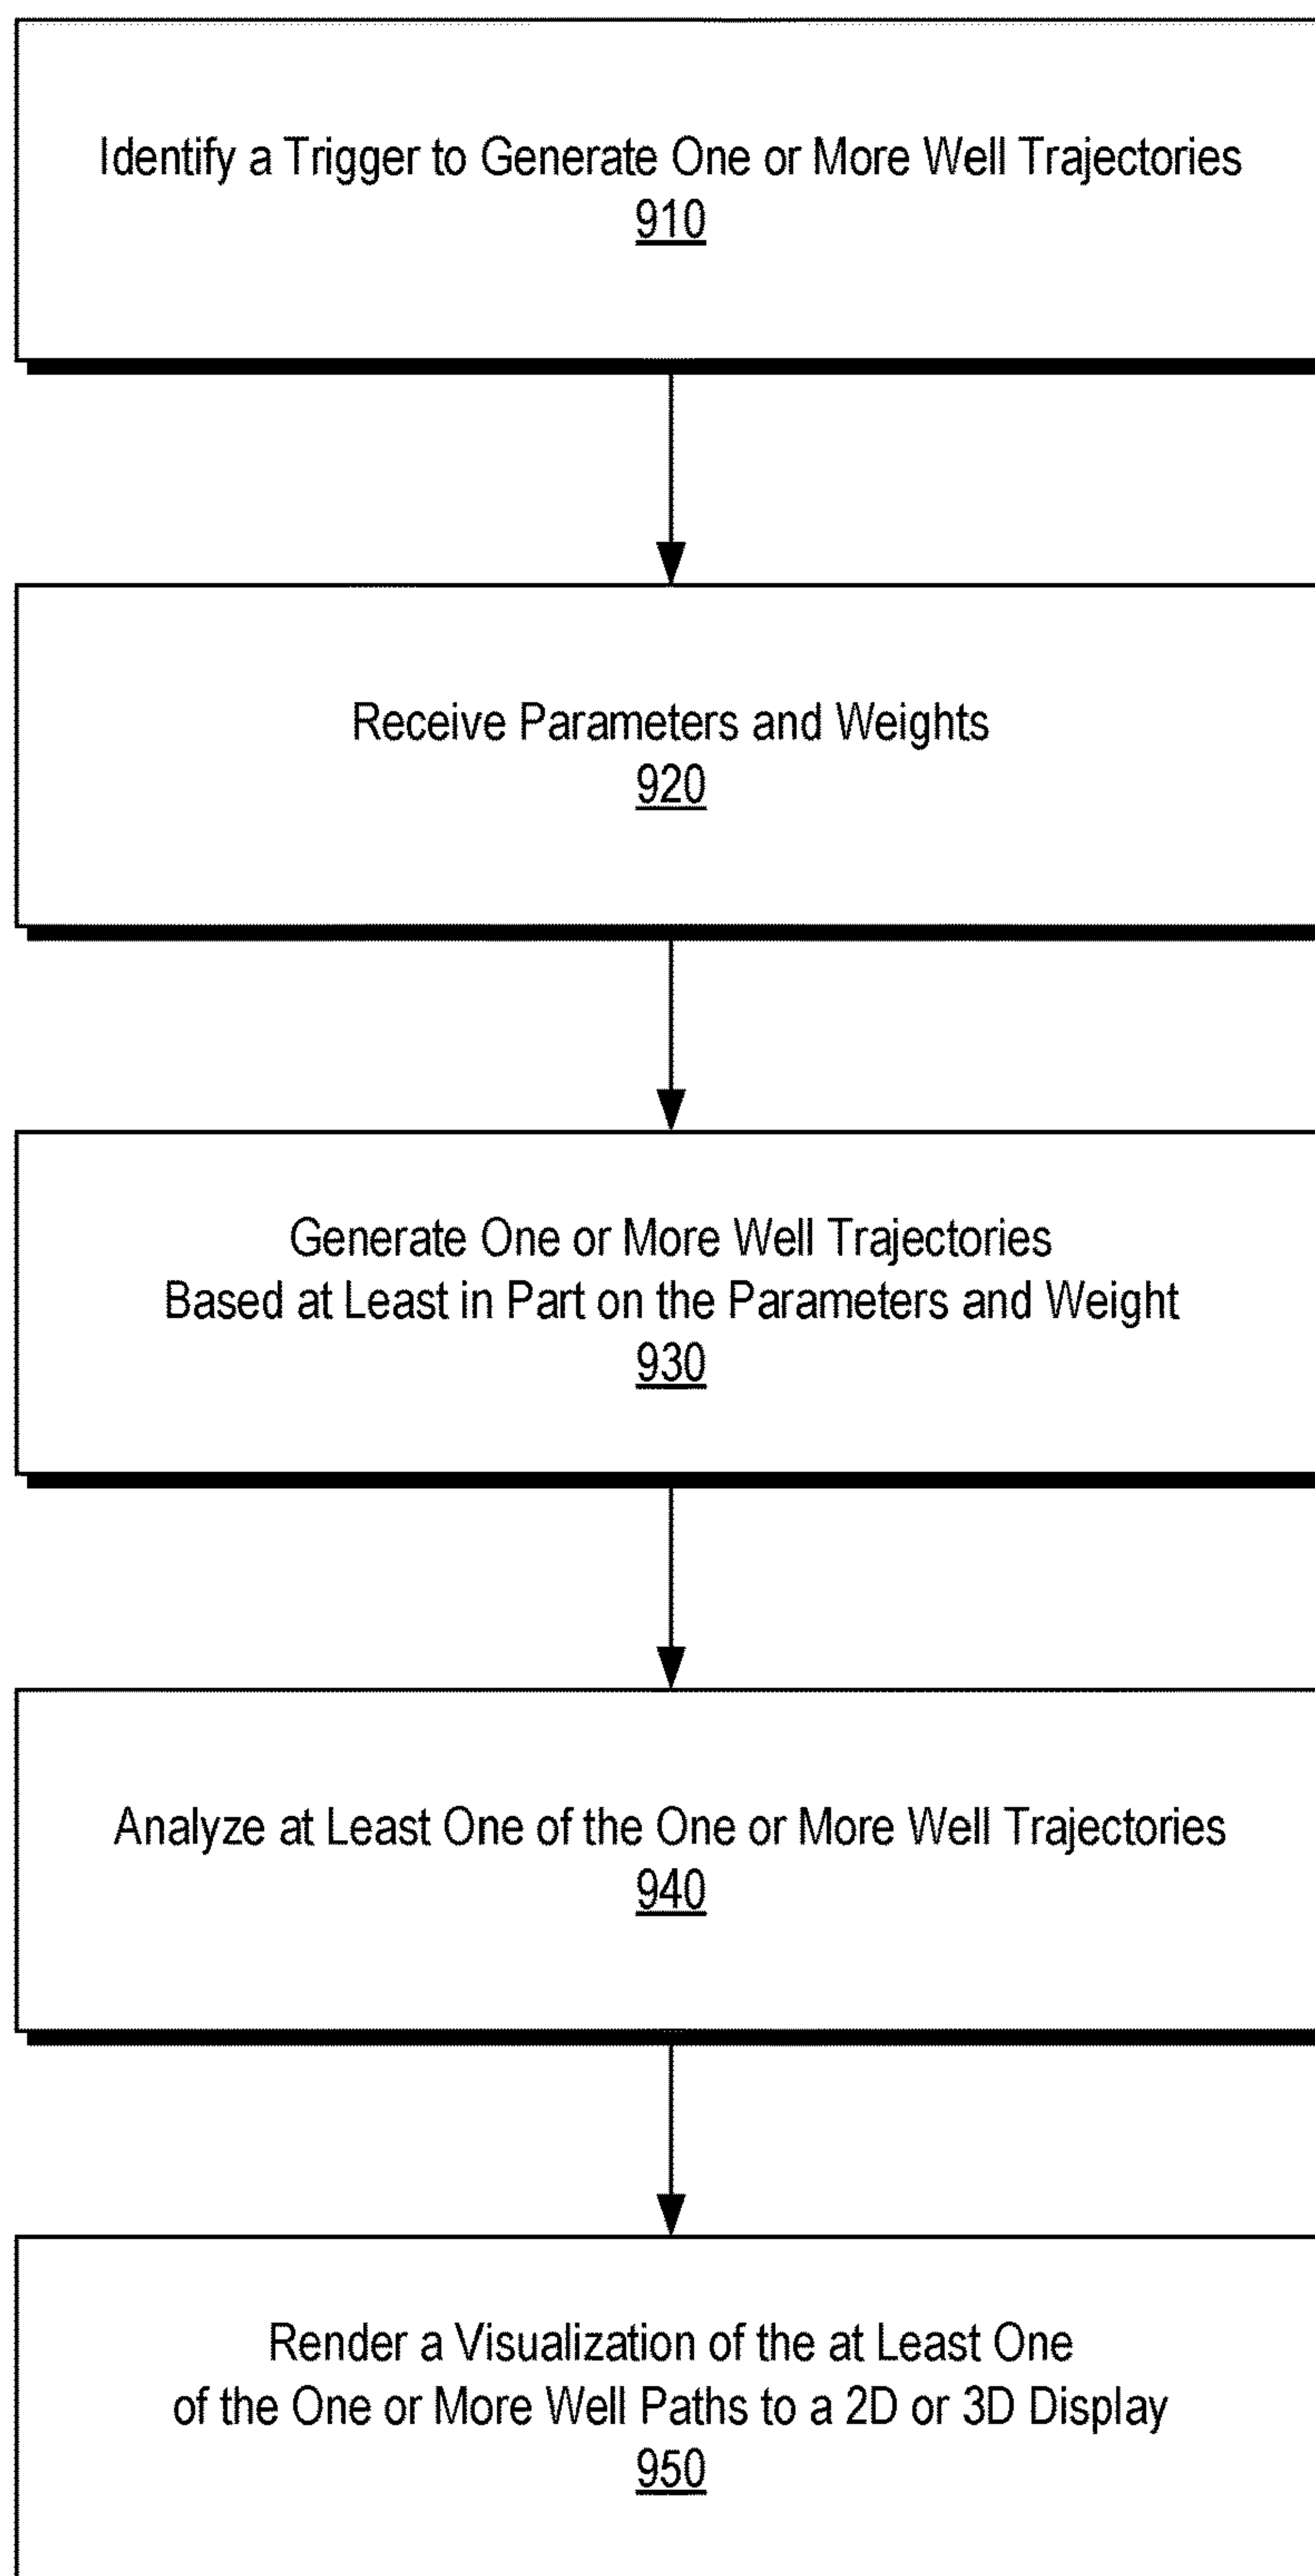 Identify a Trigger to Generate One or More Well Trajectories
910
Receive Parameters and Weights
920
Generate One or More Well Trajectories
Based at Least in Part on the Parameters and Weight
930
Analyze at Least One of the One or More Well Trajectories
940
Render a Visualization of the at Least One
of the One or More Well Paths to a 2D or 3D Display
950